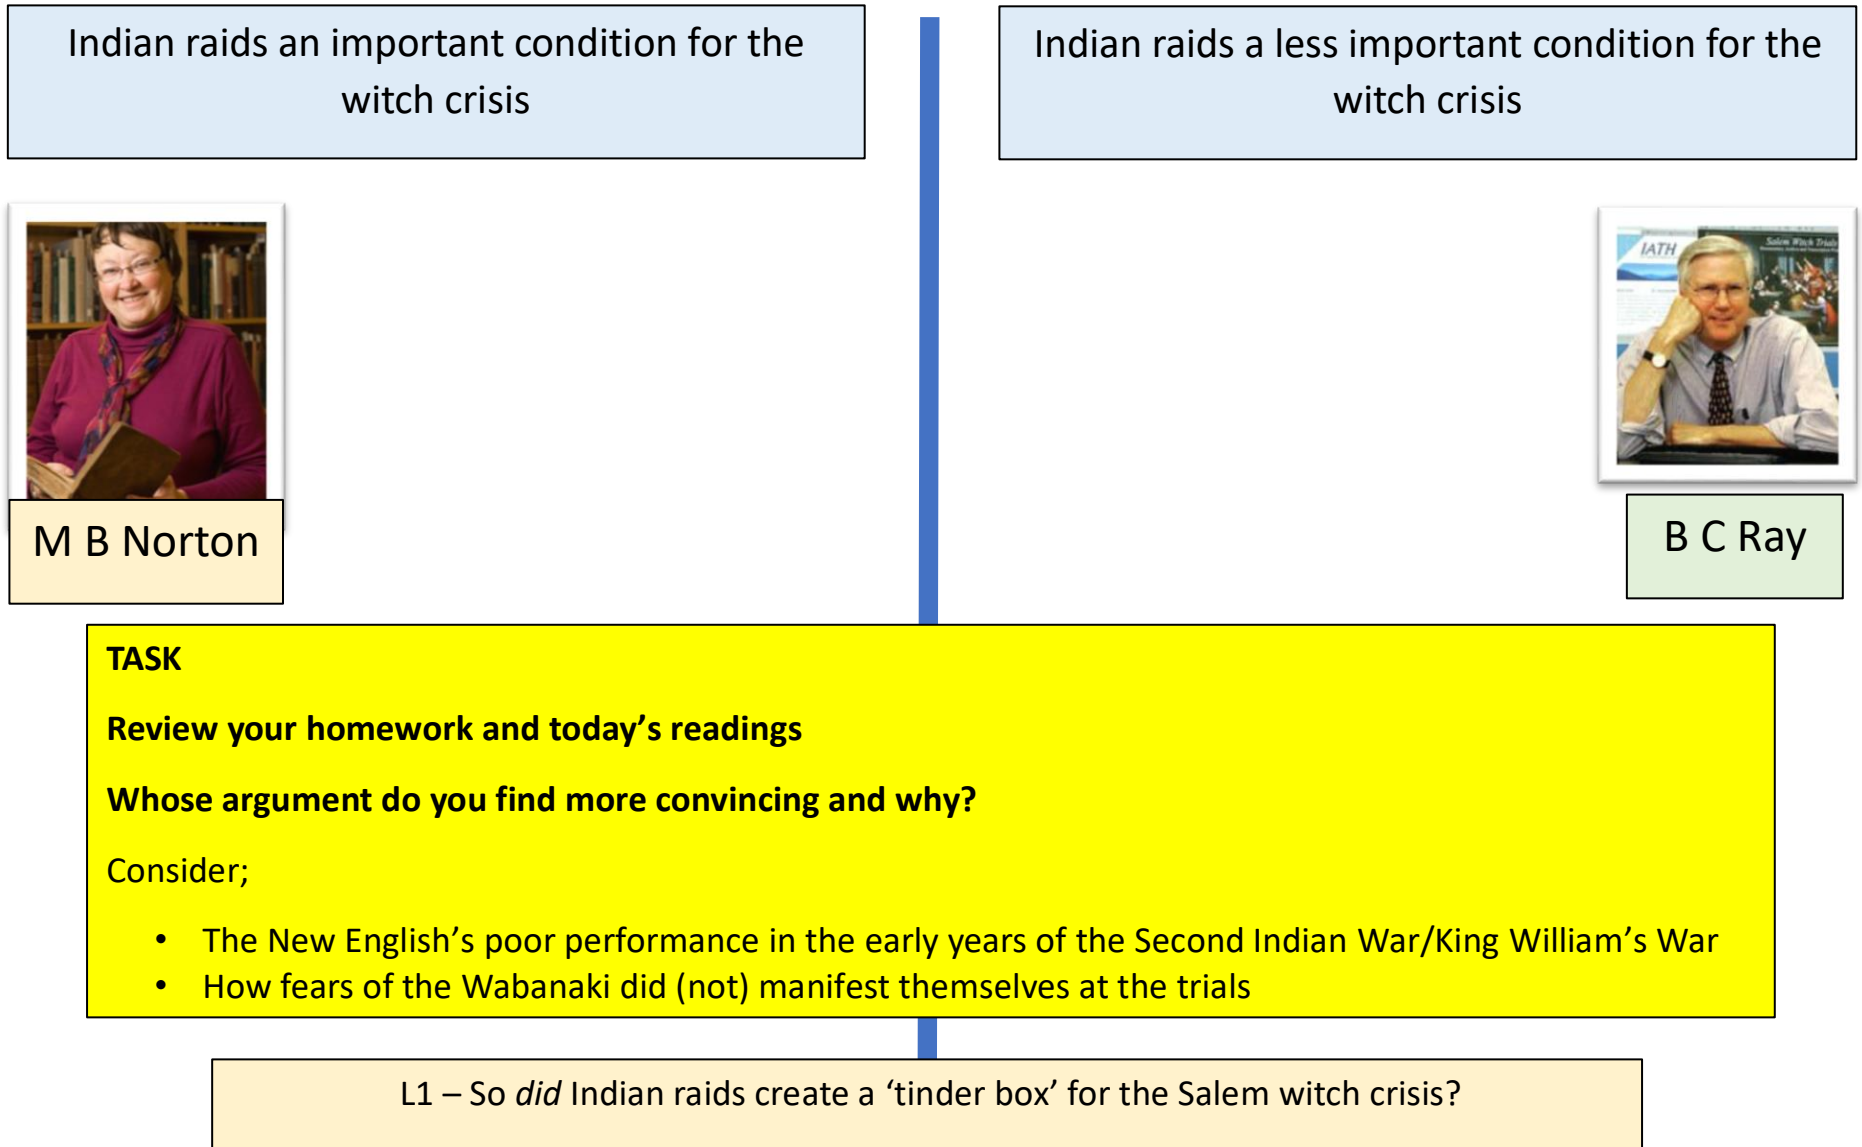 Indian raids an important condition for the
witch crisis
Indian raids a less important condition for the
witch crisis
IATH
Salem Witch Trials
M B Norton
B C Ray
TASK
Review your homework and today’s readings
Whose argument do you find more convincing and why?
Consider;
• The New English’s poor performance in the early years of the Second Indian War/King William’s War
• How fears of the Wabanaki did (not) manifest themselves at the trials
L1 – So did Indian raids create a ‘tinder box’ for the Salem witch crisis?